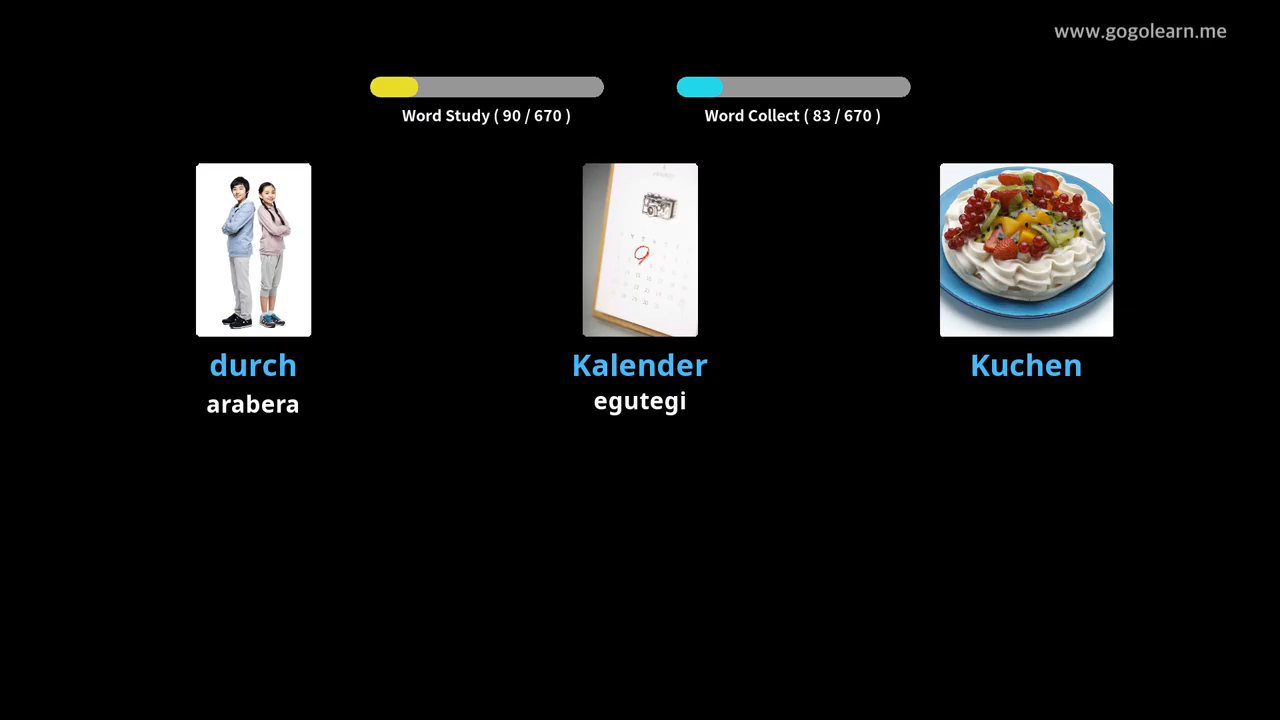 www.gogolearn.me
Word Study ( 90 / 670 )
Word Collect ( 83 / 670 )
durch
arabera
Kalender
egutegi
Kuchen